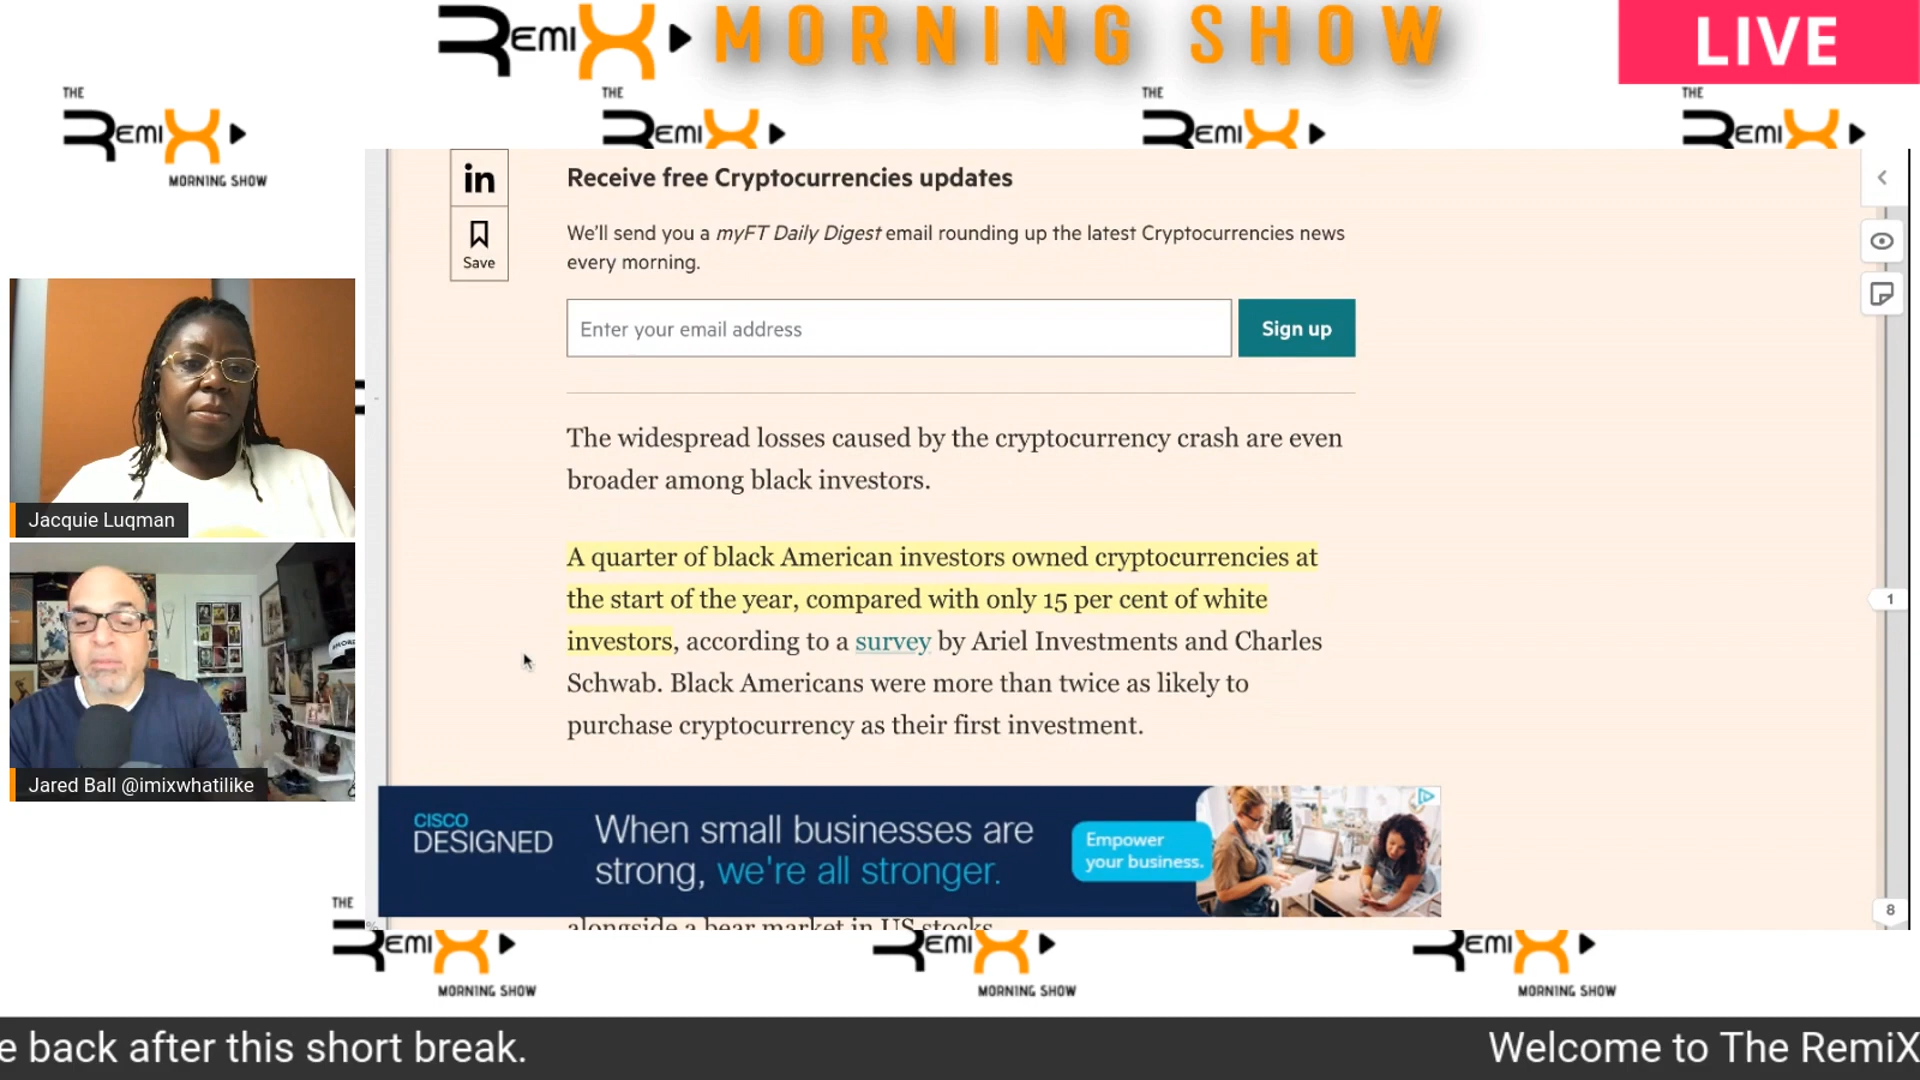 REMIX MORNING SHOW
LIVE
THE
REMIX
MORNING SHOW
THE
REMIX
THE
REMIX
THE
REMIX
in
Save
Receive free Cryptocurrencies updates
We'll send you a myFT Daily Digest email rounding up the latest Cryptocurrencies news
every morning.
Enter your email address
Sign up
The widespread losses caused by the cryptocurrency crash are even
broader among black investors.
A quarter of black American investors owned cryptocurrencies at
the start of the year, compared with only 15 per cent of white
investors, according to a survey by Ariel Investments and Charles
Schwab. Black Americans were more than twice as likely to
purchase cryptocurrency as their first investment.
1
8
Jacquie Luqman
Jared Ball @imixwhatilike
CISCO
DESIGNED
When small businesses are
strong, we're all stronger.
Empower
your business.
alongside a bear market in US stocks
THE
REMIX
MORNING SHOW
REMIX
MORNING SHOW
REMIX
MORNING SHOW
e back after this short break.
Welcome to The RemiX